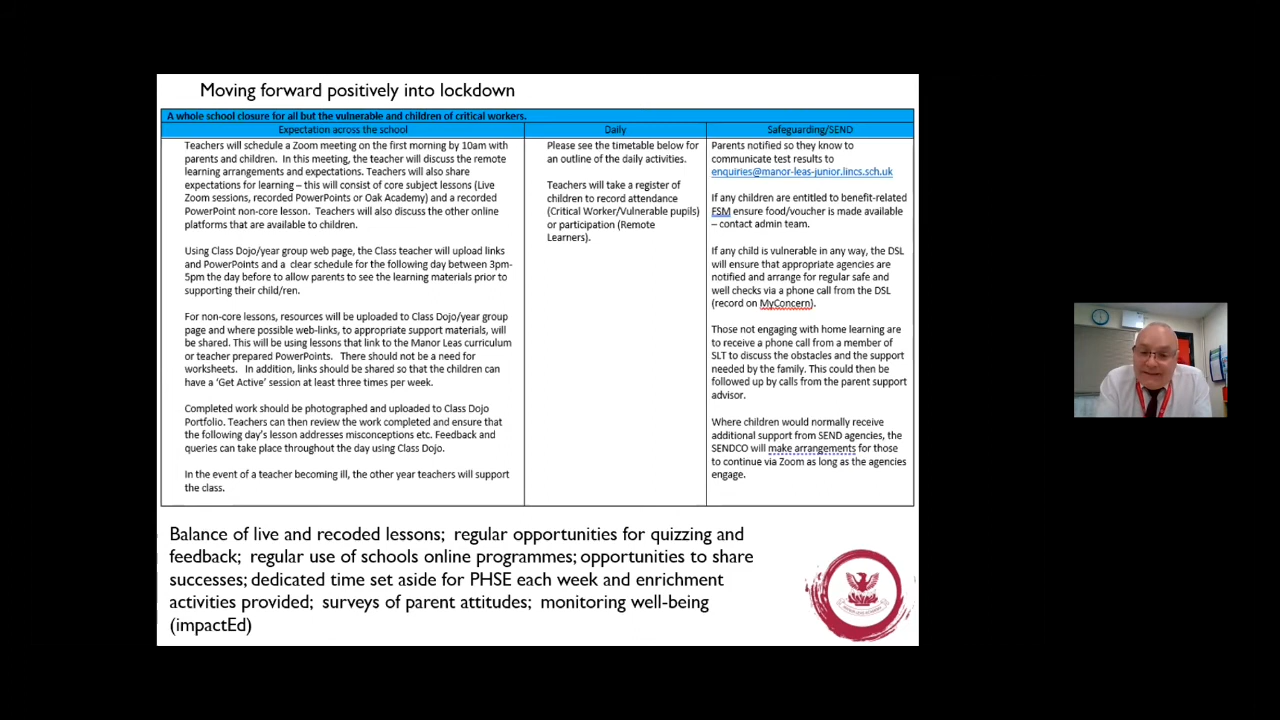 Moving forward positively into lockdown
A whole school closure for all but the vulnerable and children of critical workers.
Expectation across the school
Daily
Safeguarding/SEND
Teachers will schedule a Zoom meeting on the first morning by 10am with
parents and children. In this meeting, the teacher will discuss the remote
learning arrangements and expectations. Teachers will also share
expectations for learning – this will consist of core subject lessons (Live
Zoom sessions, recorded PowerPoints or Oak Academy) and a recorded
PowerPoint non-core lesson. Teachers will also discuss the other online
platforms that are available to children.
Using Class Dojo/year group web page, the Class teacher will upload links
and PowerPoints and a clear schedule for the following day between 3pm-
5pm the day before to allow parents to see the learning materials prior to
supporting their child/ren.
For non-core lessons, resources will be uploaded to Class Dojo/year group
page and where possible web-links, to appropriate support materials, will
be shared. This will be using lessons that link to the Manor Leas curriculum
or teacher prepared PowerPoints. There should not be a need for
worksheets. In addition, links should be shared so that the children can
have a ‘Get Active’ session at least three times per week.
Completed work should be photographed and uploaded to Class Dojo
Portfolio. Teachers can then review the work completed and ensure that
the following day’s lesson addresses misconceptions etc. Feedback and
queries can take place throughout the day using Class Dojo.
In the event of a teacher becoming ill, the other year teachers will support
the class.
Please see the timetable below for
an outline of the daily activities.
Teachers will take a register of
children to record attendance
(Critical Worker/Vulnerable pupils)
or participation (Remote
Learners).
Parents notified so they know to
communicate test results to
enquiries@manor-leas-junior.lincs.sch.uk
If any children are entitled to benefit-related
FSM ensure food/voucher is made available
– contact admin team.
If any child is vulnerable in any way, the DSL
will ensure that appropriate agencies are
notified and arrange for regular safe and
well checks via a phone call from the DSL
(record on MyConcern).
Those not engaging with home learning are
to receive a phone call from a member of
SLT to discuss the obstacles and the support
needed by the family. This could then be
followed up by calls from the parent support
advisor.
Where children would normally receive
additional support from SEND agencies, the
SENDCO will make arrangements for those
to continue via Zoom as long as the agencies
engage.
Balance of live and recoded lessons; regular opportunities for quizzing and
feedback; regular use of schools online programmes; opportunities to share
successes; dedicated time set aside for PHSE each week and enrichment
activities provided; surveys of parent attitudes; monitoring well-being
(impactEd)